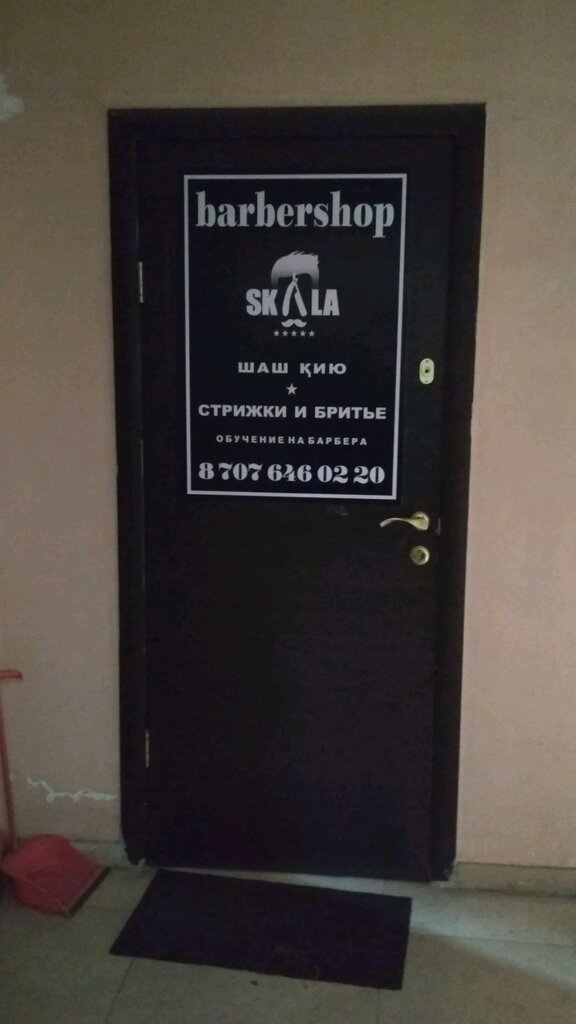 barbershop
SKALA
ШАШ ҚИЮ
СТРИЖКИ И БРИТЬЕ
ОБУЧЕНИЕ НА БАРБЕРА
8 707 646 02 20